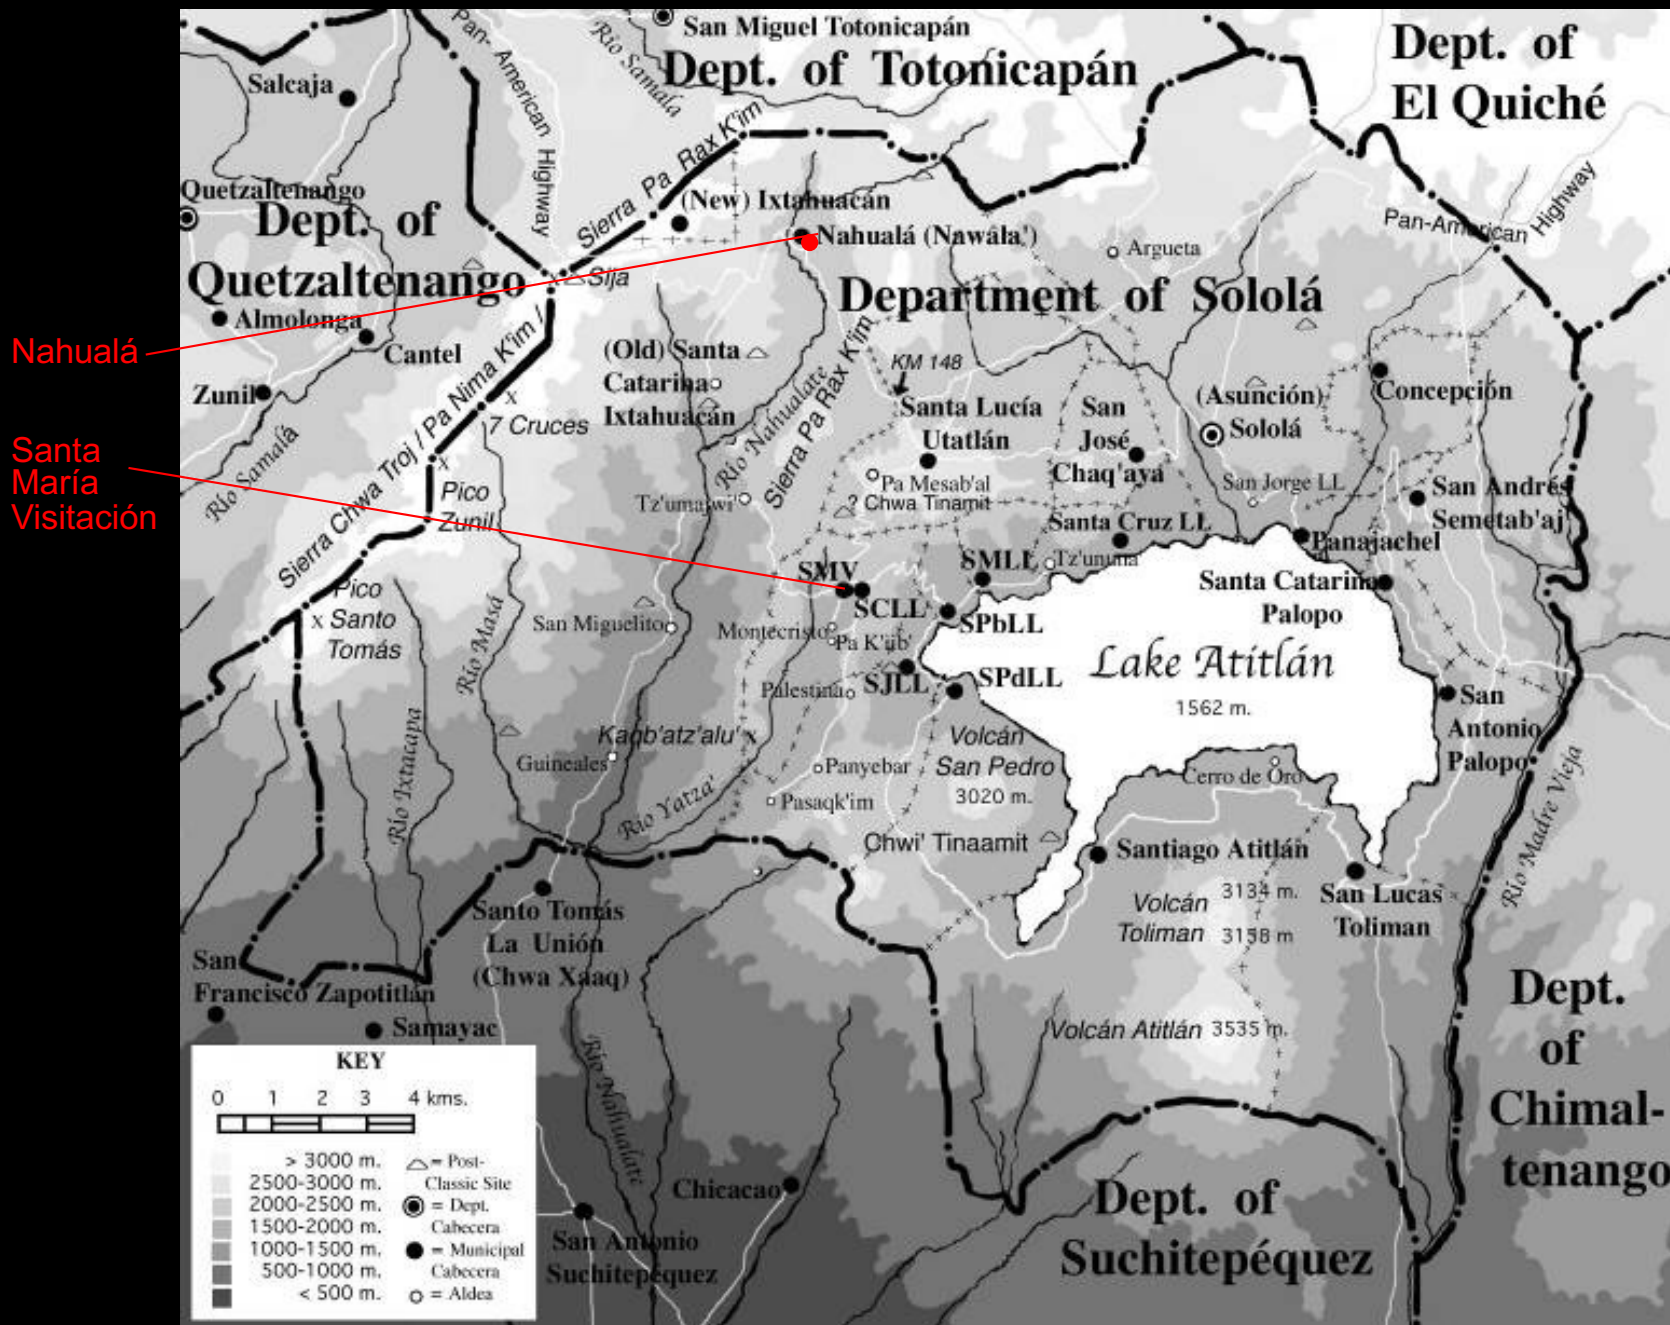 San Miguel Totonicapán
Dept. of Totonicapán
Dept. of
El Quiché
Pan-American Highway
Río Samala
Salcaja
Quetzaltenango
Dept. of
Quetzaltenango
Sierra Pa Rax K'im
(New) Ixtahuacán
Nahualá (Nawala')
Argueta
Pan-American Highway
Sija
Department of Sololá
Almolonga
Cantel
Zunil
Río Samalá
Nahualá
Santa
María
Visitación
(Old) Santa
Catarina
Ixtahuacán
Sierra Chwa Troj / Pa Nima K'im /
7 Cruces
Río Nahualate
Sierra Pa Rax K'im
KM 148
Santa Lucía
Utatlán
San
José
Chaq'aya
(Asunción)
Sololá
Concepción
Pico
Zunil
Tz'umajwi'
Pa Mesab'al
? Chwa Tinamit
San Jorge LL
San Andrés
Semetab'aj
Santa Cruz LL
Panajachel
Tz'ununa
SMLL
SMV
SCLL
SPbLL
Santa Catarina
Palopo
Pico
Santo
Tomás
Río Masá
San Miguelito
Montecristo
Pa K'ib'
Lake Atitlán
1562 m.
Palestina
SJLL
SPdLL
San
Antonio
Palopo
Río Ixtacapa
Kaqb'atz'alu'
Guineales
Volcán
San Pedro
3020 m.
Panyebar
Pasaqk'im
Cerro de Oro
Río Yatza'
Chwi' Tinaamit
Santiago Atitlán
Río Madre Vieja
Volcán
Toliman
3134 m.
3158 m
San Lucas
Toliman
Santo Tomás
La Unión
(Chwa Xaaq)
San
Francisco Zapotitlán
Samayac
Volcán Atitlán 3535 m.
Dept.
of
Chimal-
tenango
Río Nahualate
KEY
0 1 2 3 4 kms.
> 3000 m.
2500-3000 m.
2000-2500 m.
1500-2000 m.
1000-1500 m.
500-1000 m.
< 500 m.
= Post-
Classic Site
= Dept.
Cabecera
= Municipal
Cabecera
= Aldea
Chicacao
San Antonio
Suchitepéquez
Dept. of
Suchitepéquez